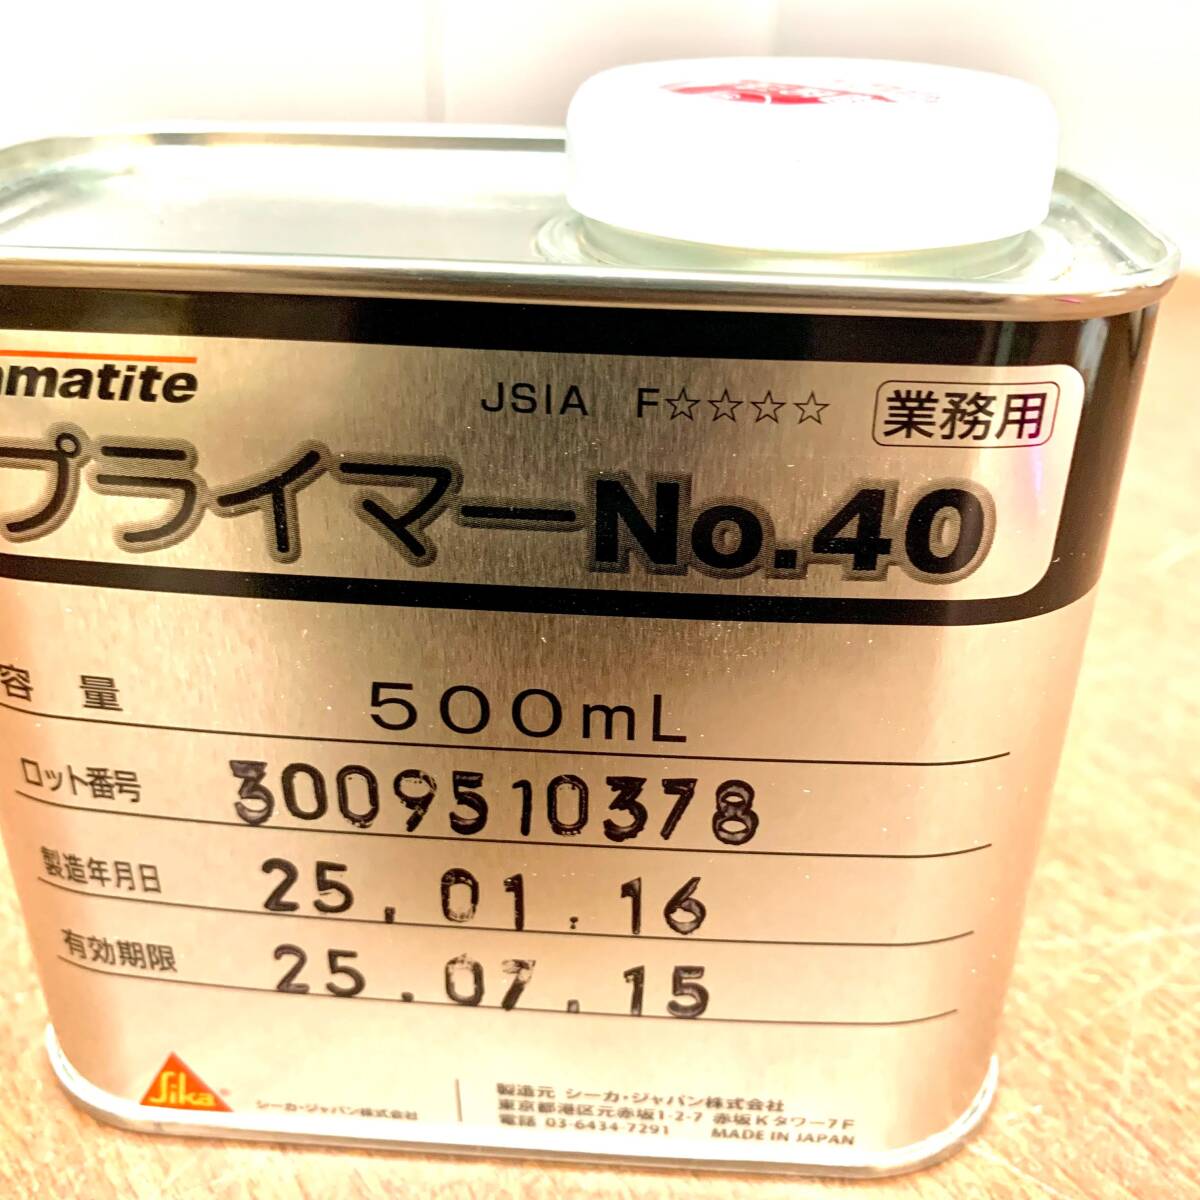 amatite
JSIA F☆☆☆☆ 業務用
プライマーNo.40
容量 500mL
ロット番号 3009510378
製造年月日 25.01.16
有効期限 25.07.15
Sika シーカ・ジャパン株式会社
製造元 シーカ・ジャパン株式会社
東京都港区元赤坂1-2-7 赤坂Kタワー7F
電話 03-6434-7291 MADE IN JAPAN